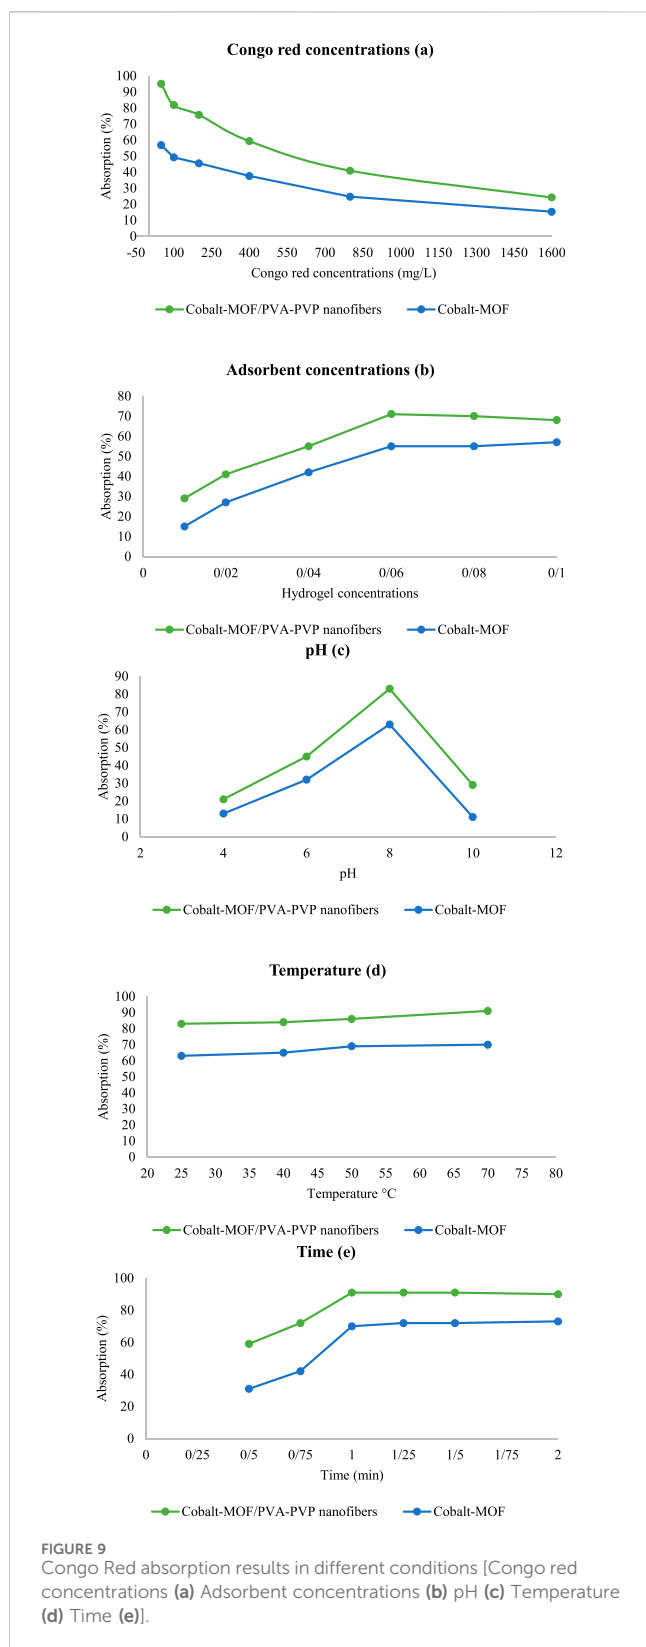 Congo red concentrations (a)
100
90
80
70
60
50
40
30
20
10
0
Absorption (%)
-50 100 250 400 550 700 850 1000 1150 1300 1450 1600
Congo red concentrations (mg/L)
Cobalt-MOF/PVA-PVP nanofibers Cobalt-MOF
Adsorbent concentrations (b)
80
70
60
50
40
30
20
10
0
Absorption (%)
0 0/02 0/04 0/06 0/08 0/1
Hydrogel concentrations
Cobalt-MOF/PVA-PVP nanofibers Cobalt-MOF
pH (c)
90
80
70
60
50
40
30
20
10
0
Absorption (%)
2 4 6 8 10 12
pH
Cobalt-MOF/PVA-PVP nanofibers Cobalt-MOF
Temperature (d)
100
90
80
70
60
50
40
30
20
10
0
Absorption (%)
20 25 30 35 40 45 50 55 60 65 70 75 80
Temperature °C
Cobalt-MOF/PVA-PVP nanofibers Cobalt-MOF
Time (e)
100
80
60
40
20
0
Absorption (%)
0 0/25 0/5 0/75 1 1/25 1/5 1/75 2
Time (min)
Cobalt-MOF/PVA-PVP nanofibers Cobalt-MOF
FIGURE 9
Congo Red absorption results in different conditions [Congo red
concentrations (a) Adsorbent concentrations (b) pH (c) Temperature
(d) Time (e)].